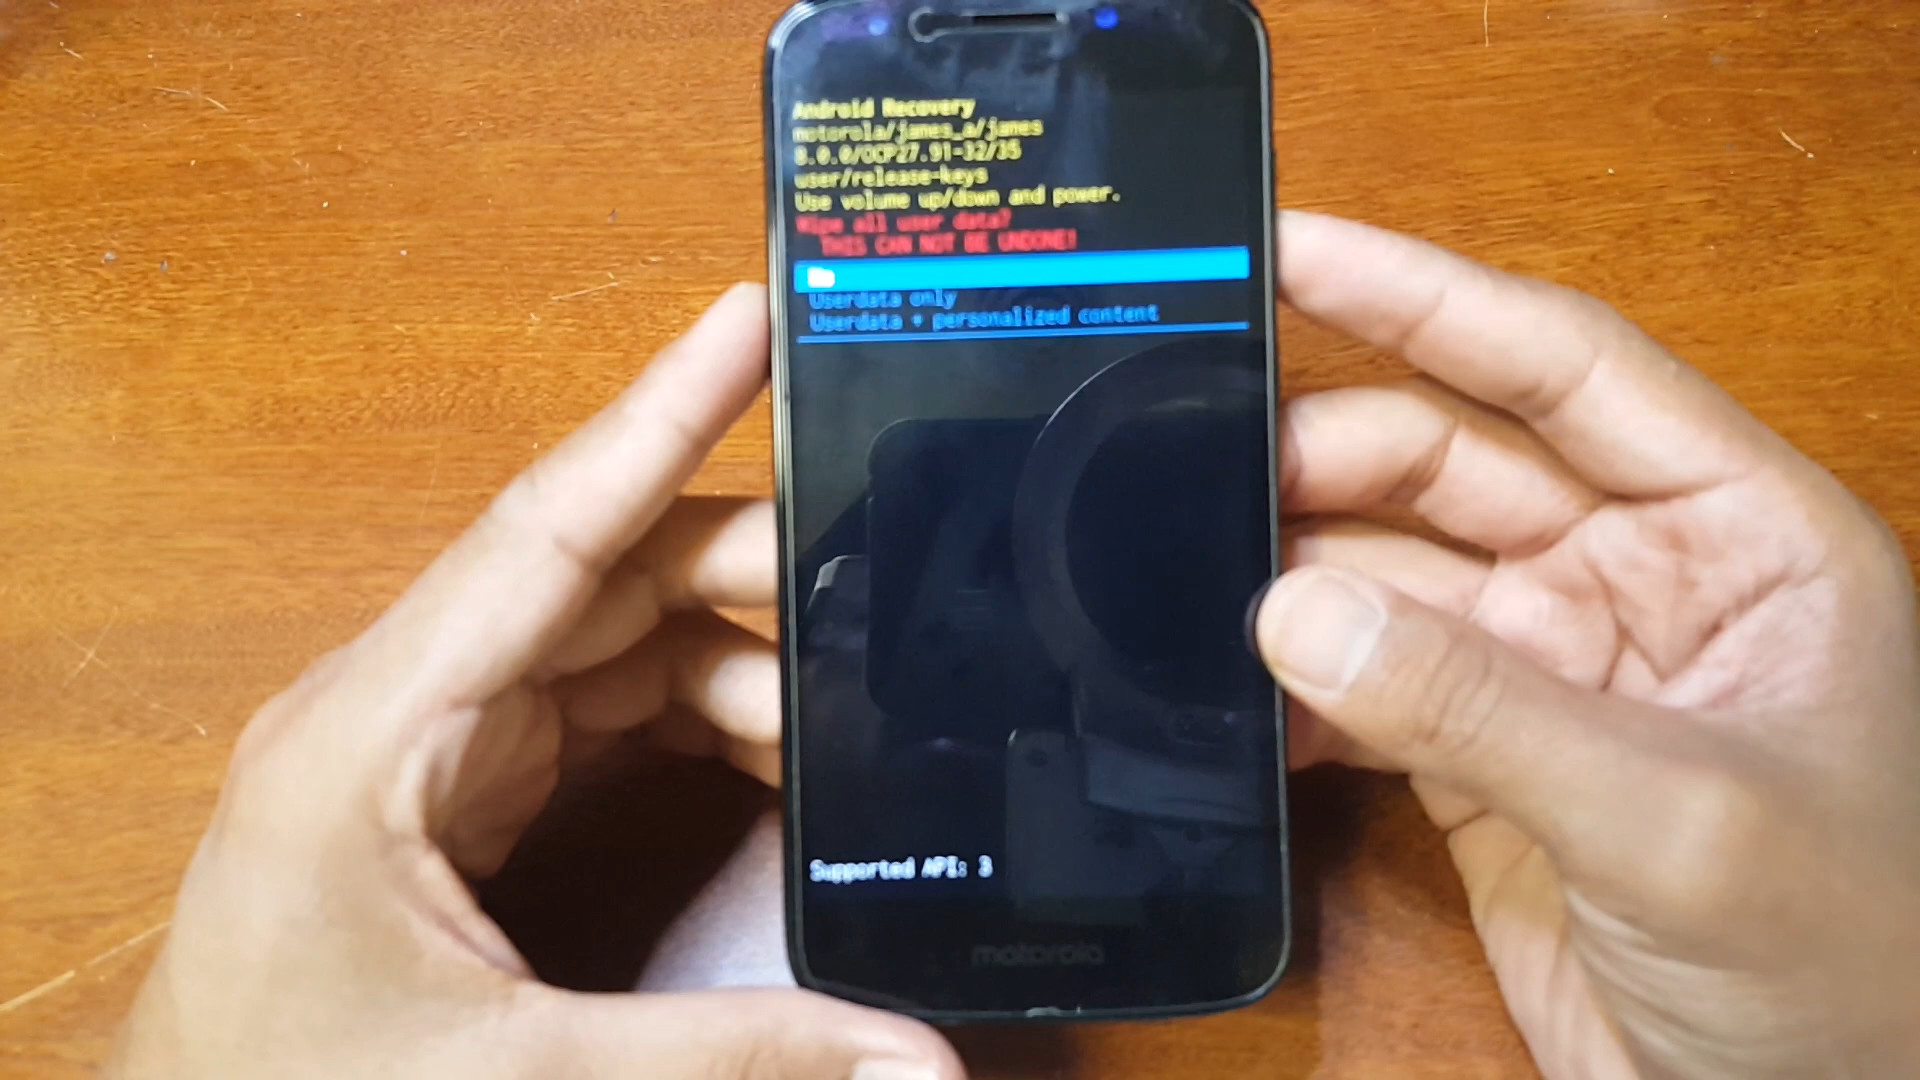 Android Recovery
motorola/james_a/james
8.0.0/OCP27.91-32/35
user/release-keys
Use volume up/down and power.
Wipe all user data?
THIS CAN NOT BE UNDONE!
No
Userdata only
Userdata + personalized content
Supported API: 3
motorola